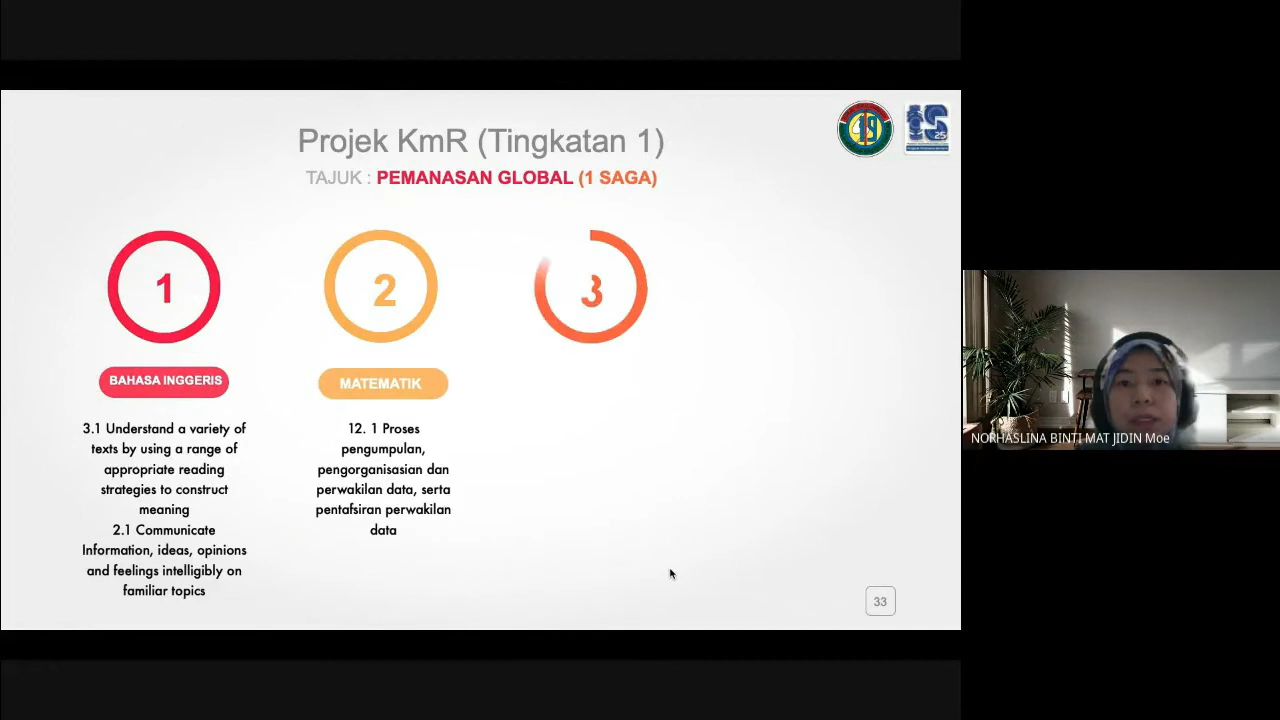 Projek KmR (Tingkatan 1)
TAJUK : PEMANASAN GLOBAL (1 SAGA)
1
2
3
BAHASA INGGERIS
MATEMATIK
3.1 Understand a variety of
texts by using a range of
appropriate reading
strategies to construct
meaning
2.1 Communicate
Information, ideas, opinions
and feelings intelligibly on
familiar topics
12. 1 Proses
pengumpulan,
pengorganisasian dan
perwakilan data, serta
pentafsiran perwakilan
data
33
25
NORHASLINA BINTI MAT JIDIN Moe